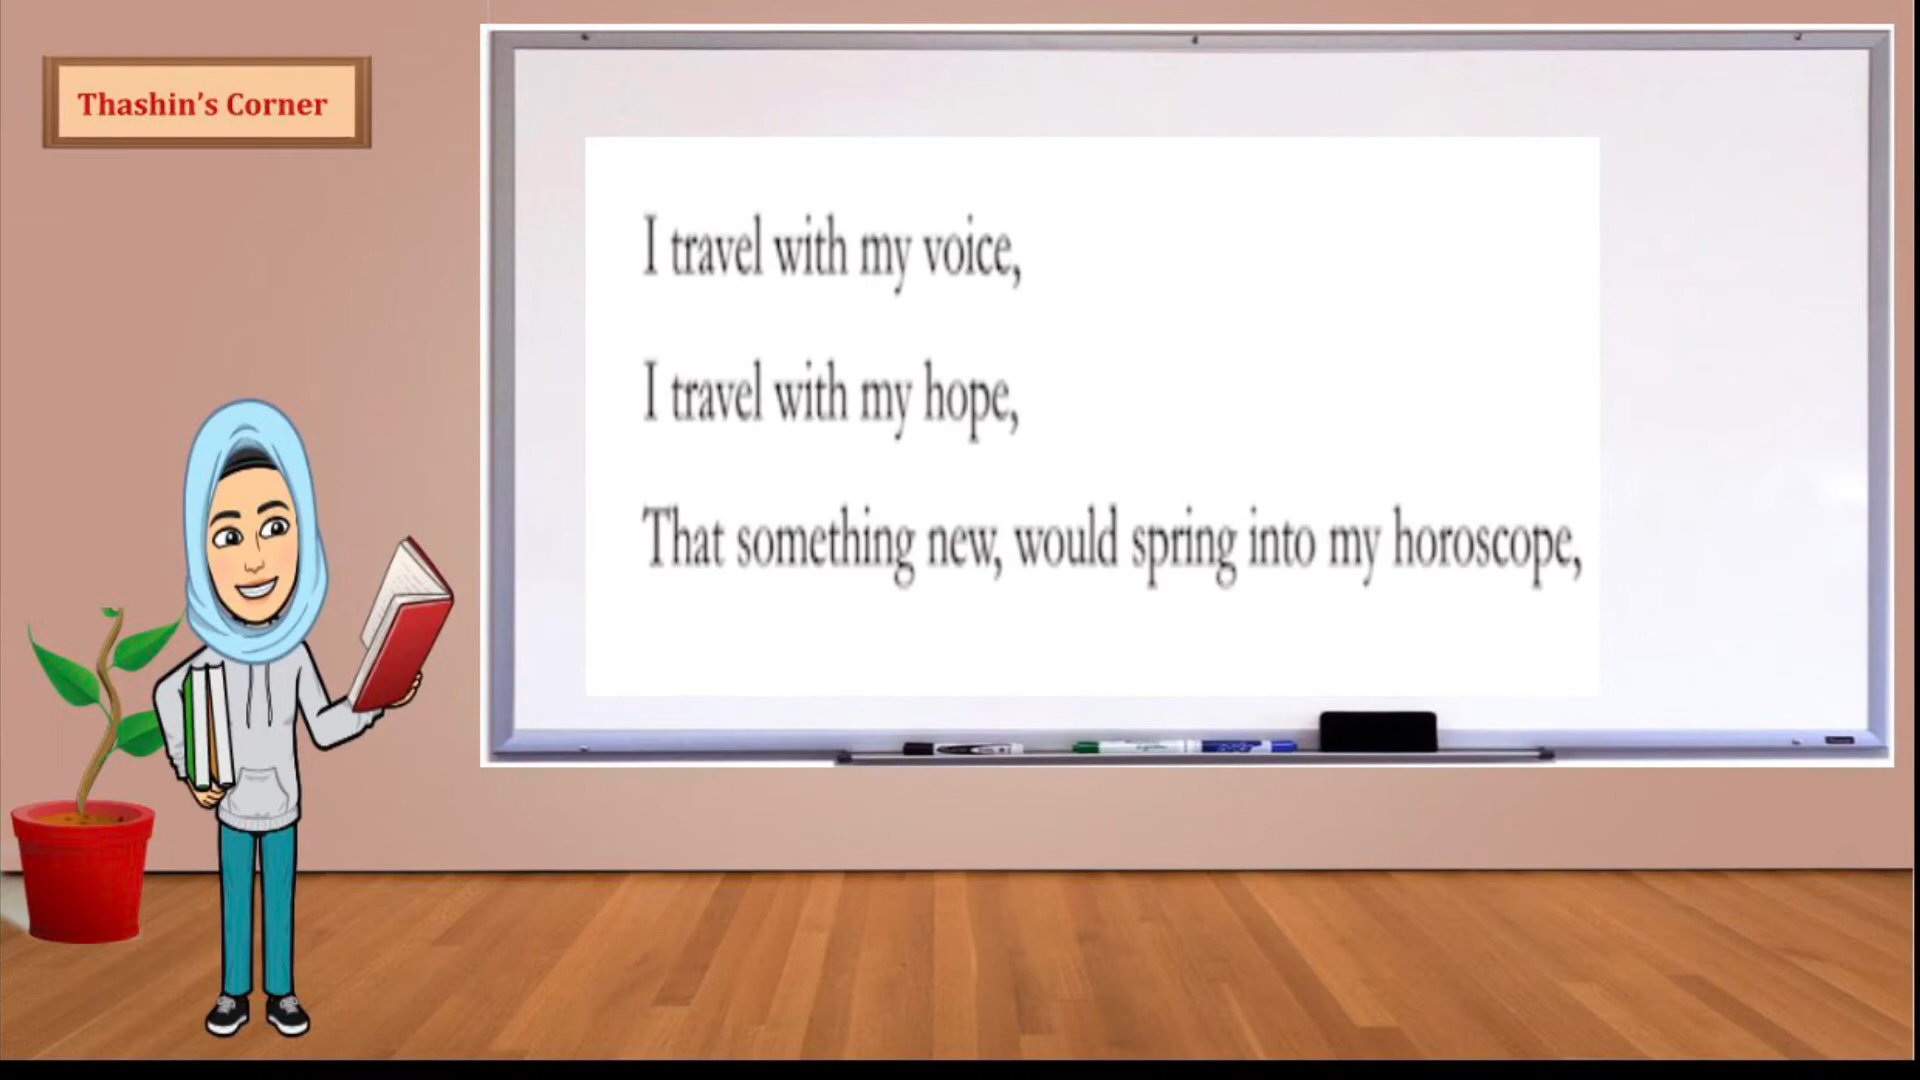 Thashin’s Corner
I travel with my voice,
I travel with my hope,
That something new, would spring into my horoscope,